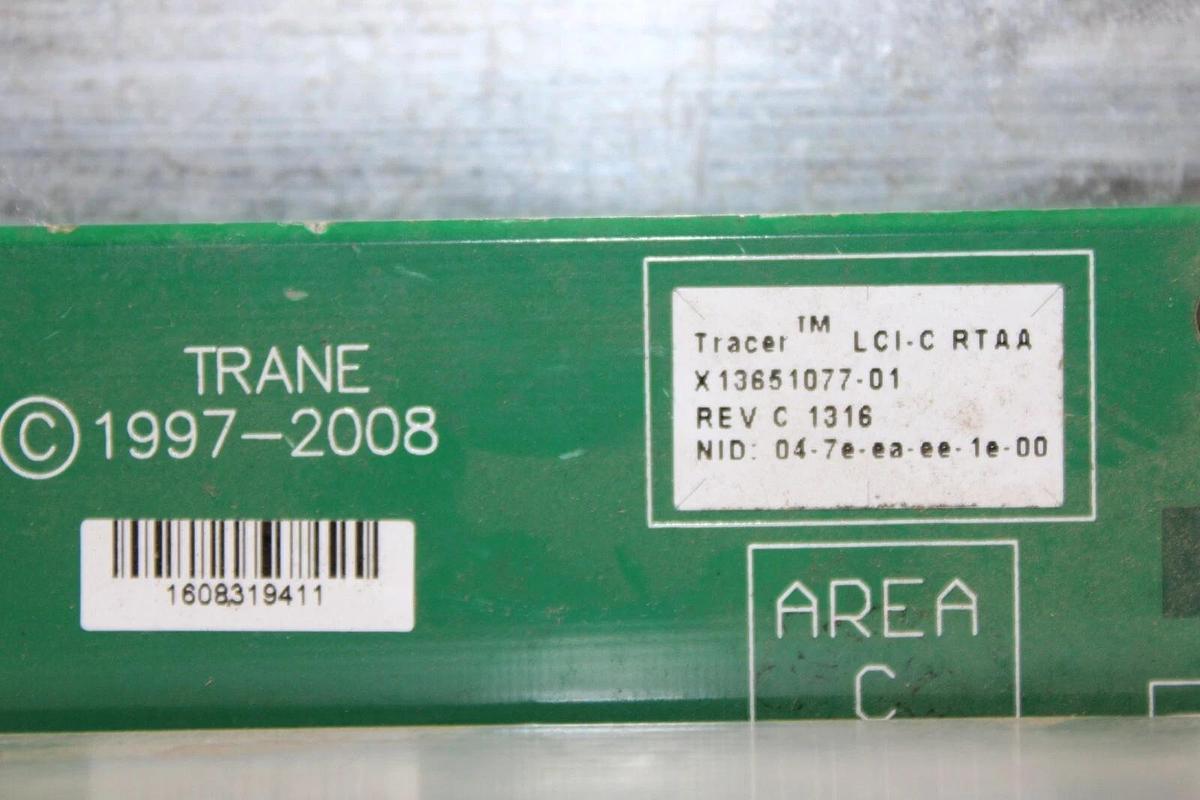 TRANE
© 1997-2008
1608319411
Tracer™ LCI-C RTAA
X13651077-01
REV C 1316
NID: 04-7e-ea-ee-1e-00
AREA
C